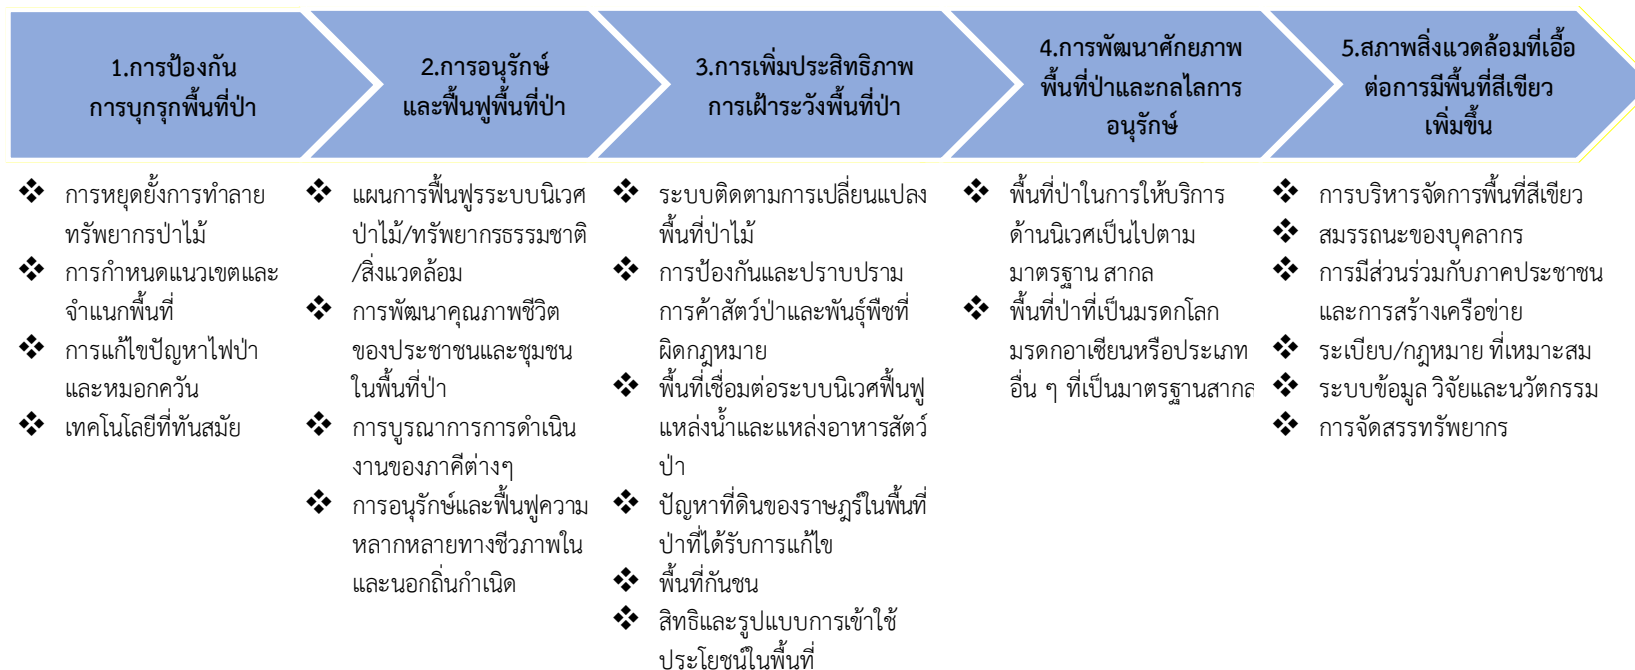 1.การป้องกัน
การบุกรุกพื้นที่ป่า
2.การอนุรักษ์
และฟื้นฟูพื้นที่ป่า
3.การเพิ่มประสิทธิภาพ
การเฝ้าระวังพื้นที่ป่า
4.การพัฒนาศักยภาพ
พื้นที่ป่าและกลไลการ
อนุรักษ์
5.สภาพสิ่งแวดล้อมที่เอื้อ
ต่อการมีพื้นที่สีเขียว
เพิ่มขึ้น
❖ การหยุดยั้งการทำลาย
ทรัพยากรป่าไม้
❖ การกำหนดแนวเขตและ
จำแนกพื้นที่
❖ การแก้ไขปัญหาไฟป่า
และหมอกควัน
❖ เทคโนโลยีที่ทันสมัย
❖ แผนการฟื้นฟูรระบบนิเวศ
ป่าไม้/ทรัพยากรธรรมชาติ
/สิ่งแวดล้อม
❖ การพัฒนาคุณภาพชีวิต
ของประชาชนและชุมชน
ในพื้นที่ป่า
❖ การบูรณาการการดำเนิน
งานของภาคีต่างๆ
❖ การอนุรักษ์และฟื้นฟูความ
หลากหลายทางชีวภาพใน
และนอกถิ่นกำเนิด
❖ ระบบติดตามการเปลี่ยนแปลง
พื้นที่ป่าไม้
❖ การป้องกันและปราบปราม
การค้าสัตว์ป่าและพันธุ์พืชที่
ผิดกฎหมาย
❖ พื้นที่เชื่อมต่อระบบนิเวศฟื้นฟู
แหล่งน้ำและแหล่งอาหารสัตว์
ป่า
❖ ปัญหาที่ดินของราษฎร์ในพื้นที่
ป่าที่ได้รับการแก้ไข
❖ พื้นที่กันชน
❖ สิทธิและรูปแบบการเข้าใช้
ประโยชน์ในพื้นที่
❖ พื้นที่ป่าในการให้บริการ
ด้านนิเวศเป็นไปตาม
มาตรฐาน สากล
❖ พื้นที่ป่าที่เป็นมรดกโลก
มรดกอาเซียนหรือประเภท
อื่น ๆ ที่เป็นมาตรฐานสากล
❖ การบริหารจัดการพื้นที่สีเขียว
❖ สมรรถนะของบุคลากร
❖ การมีส่วนร่วมกับภาคประชาชน
และการสร้างเครือข่าย
❖ ระเบียบ/กฎหมาย ที่เหมาะสม
❖ ระบบข้อมูล วิจัยและนวัตกรรม
❖ การจัดสรรทรัพยากร